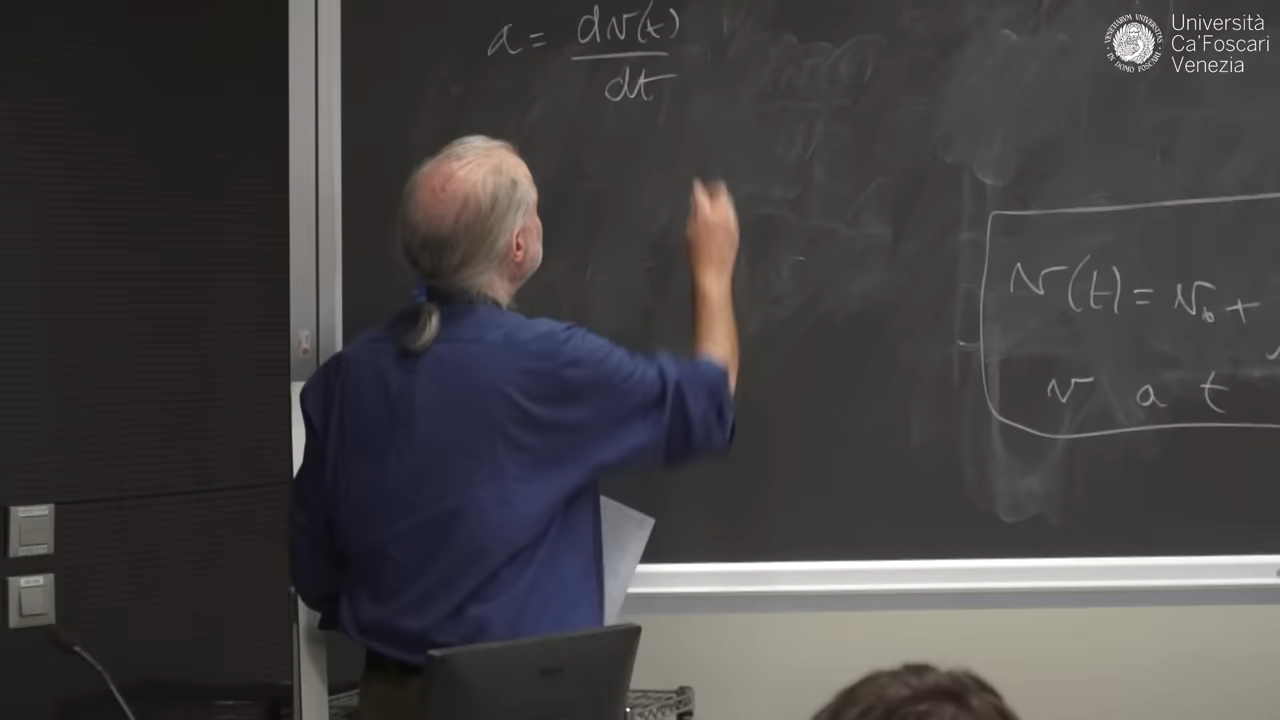 a = dv(t)/dt
v(t) = v₀ +
v a t
Università
Ca'Foscari
Venezia